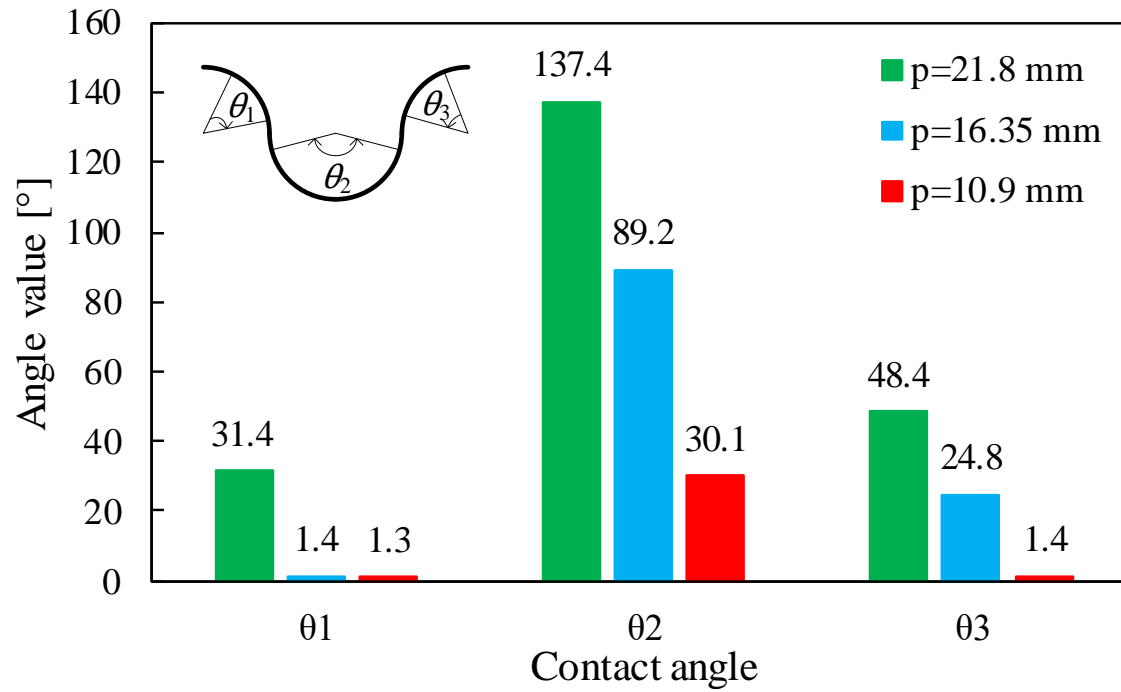 Angle value [°]
160
140
120
100
80
60
40
20
0
θ1
θ2
θ3
p=21.8 mm
p=16.35 mm
p=10.9 mm
31.4
1.4
1.3
137.4
89.2
30.1
48.4
24.8
1.4
θ1
θ2
θ3
Contact angle